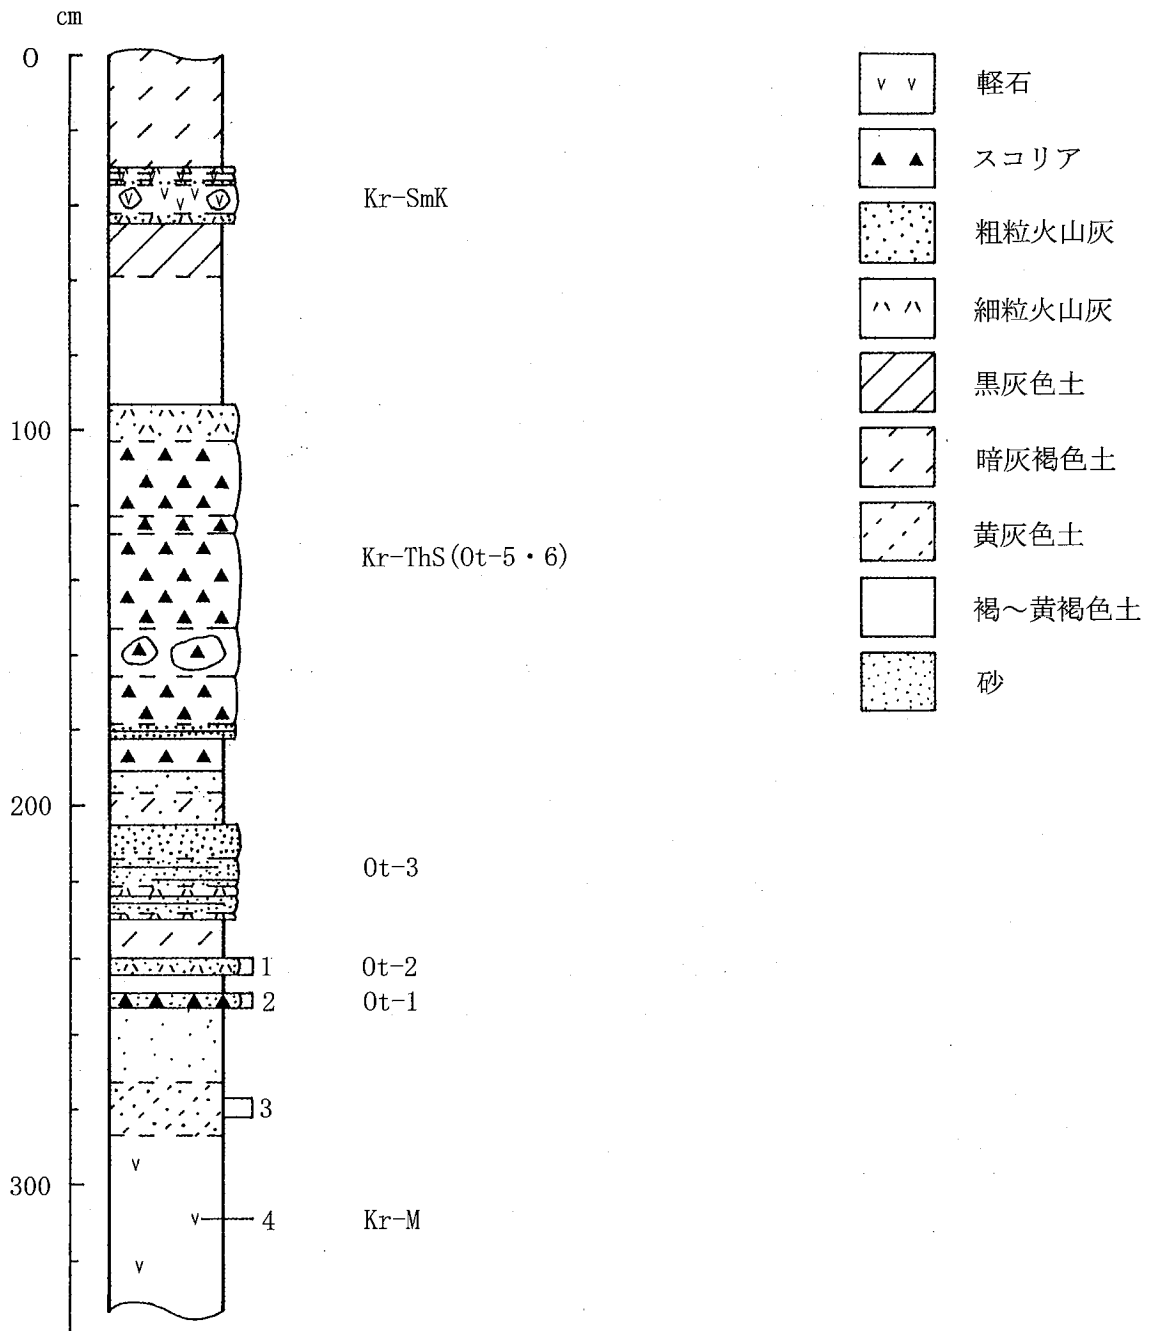 cm
0
100
200
300
Kr-SmK
Kr-ThS(Ot-5・6)
Ot-3
1 Ot-2
2 Ot-1
3
4 Kr-M
軽石
スコリア
粗粒火山灰
細粒火山灰
黒灰色土
暗灰褐色土
黄灰色土
褐～黄褐色土
砂